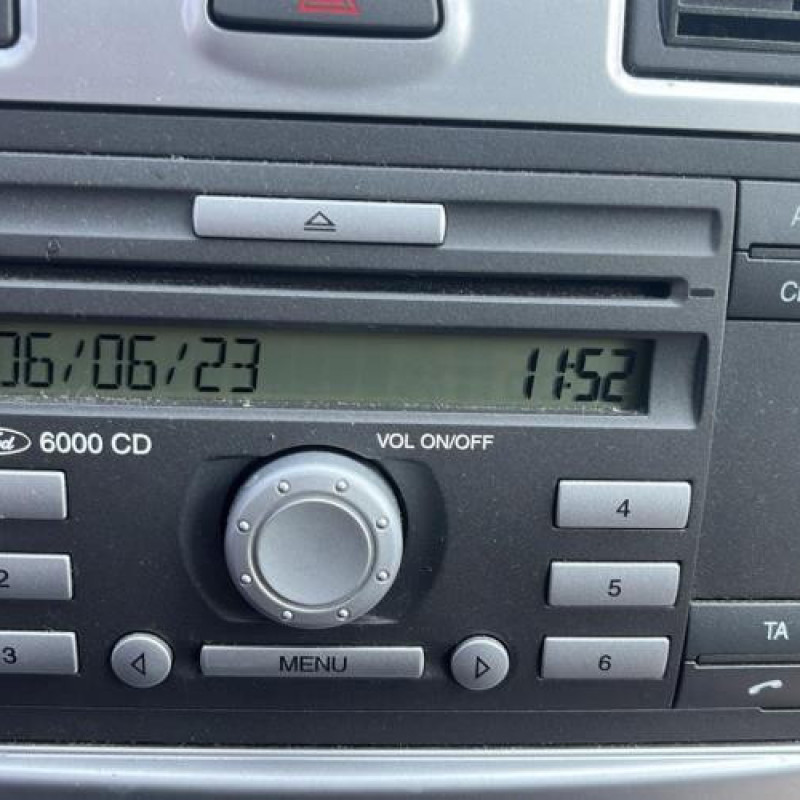 06/06/23 11:52
6000 CD VOL ON/OFF
4
2 5 TA
3 MENU 6